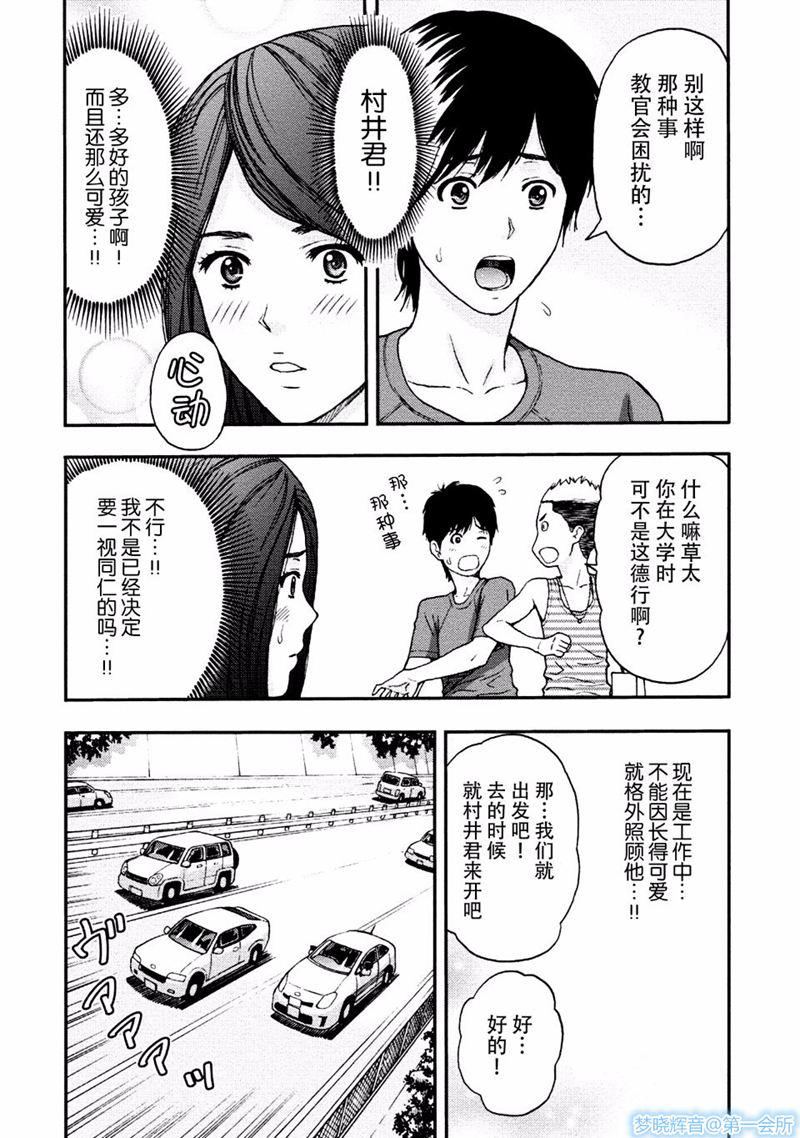 别这样啊
那种事
教官会困扰的…
村井君!!
多…多好的孩子啊!
而且还那么可爱…!!
心动
什么嘛草太
你在大学时
可不是这德行啊?
那…
那种事
不行…!!
我不是已经决定
要一视同仁的吗…!!
现在是工作中…
不能因长得可爱
就格外照顾他…!!
那…我们就
出发吧!
去的时候
就村井君来开吧
好…
好的!
ヴァァァ
梦晓辉音@第一会所